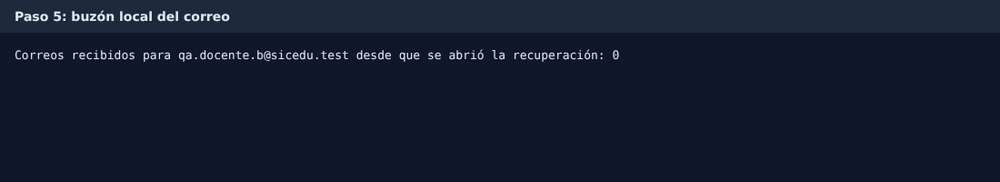 Paso 5: buzón local del correo
Correos recibidos para qa.docente.b@sicedu.test desde que se abrió la recuperación: 0